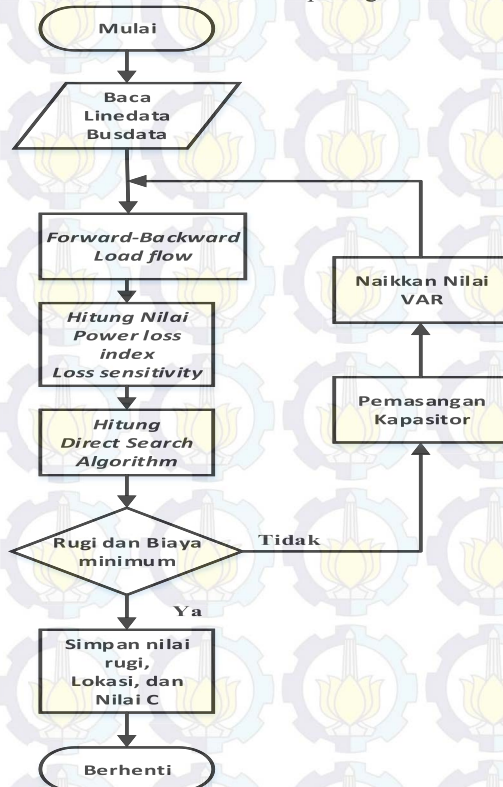 Mulai
Baca
Linedata
Busdata
Forward-Backward
Load flow
Hitung Nilai
Power loss
index
Loss sensitivity
Hitung
Direct Search
Algorithm
Rugi dan Biaya
minimum
Tidak
Pemasangan
Kapasitor
Naikkan Nilai
VAR
Ya
Simpan nilai
rugi,
Lokasi, dan
Nilai C
Berhenti